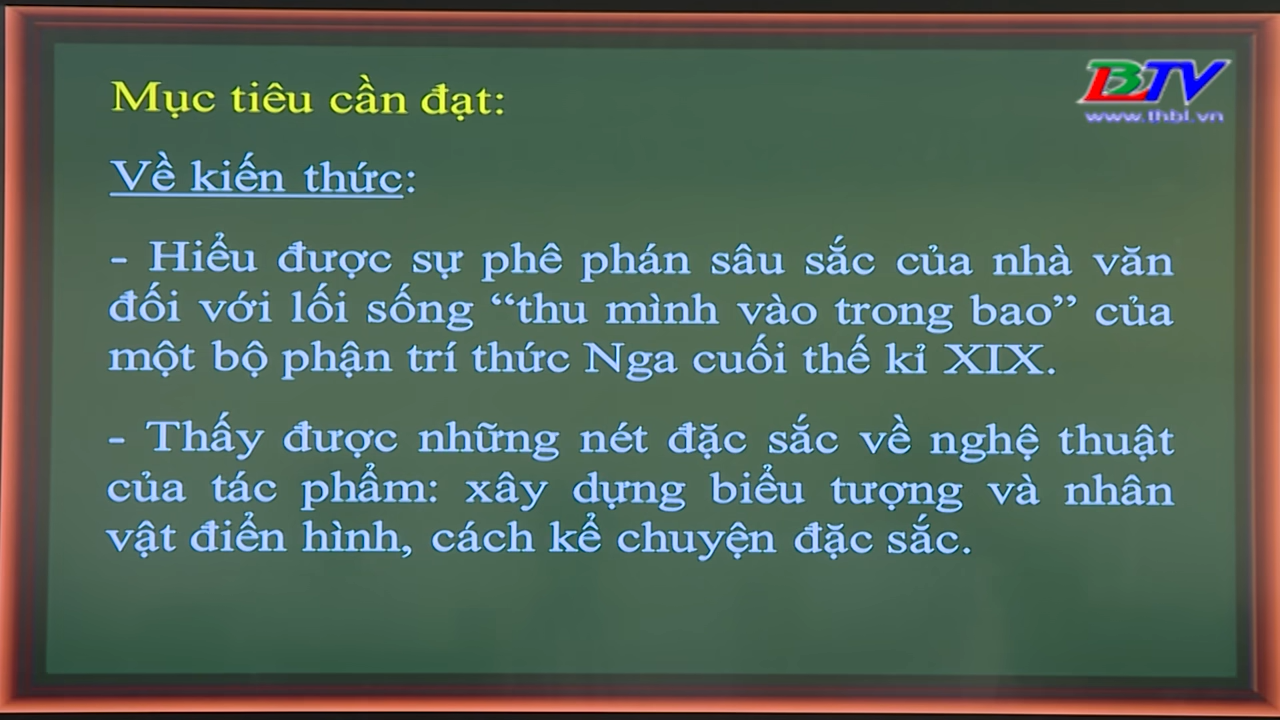 BTV
www.thbl.vn
Mục tiêu cần đạt:
Về kiến thức:
- Hiểu được sự phê phán sâu sắc của nhà văn
đối với lối sống “thu mình vào trong bao” của
một bộ phận trí thức Nga cuối thế kỉ XIX.
- Thấy được những nét đặc sắc về nghệ thuật
của tác phẩm: xây dựng biểu tượng và nhân
vật điển hình, cách kể chuyện đặc sắc.